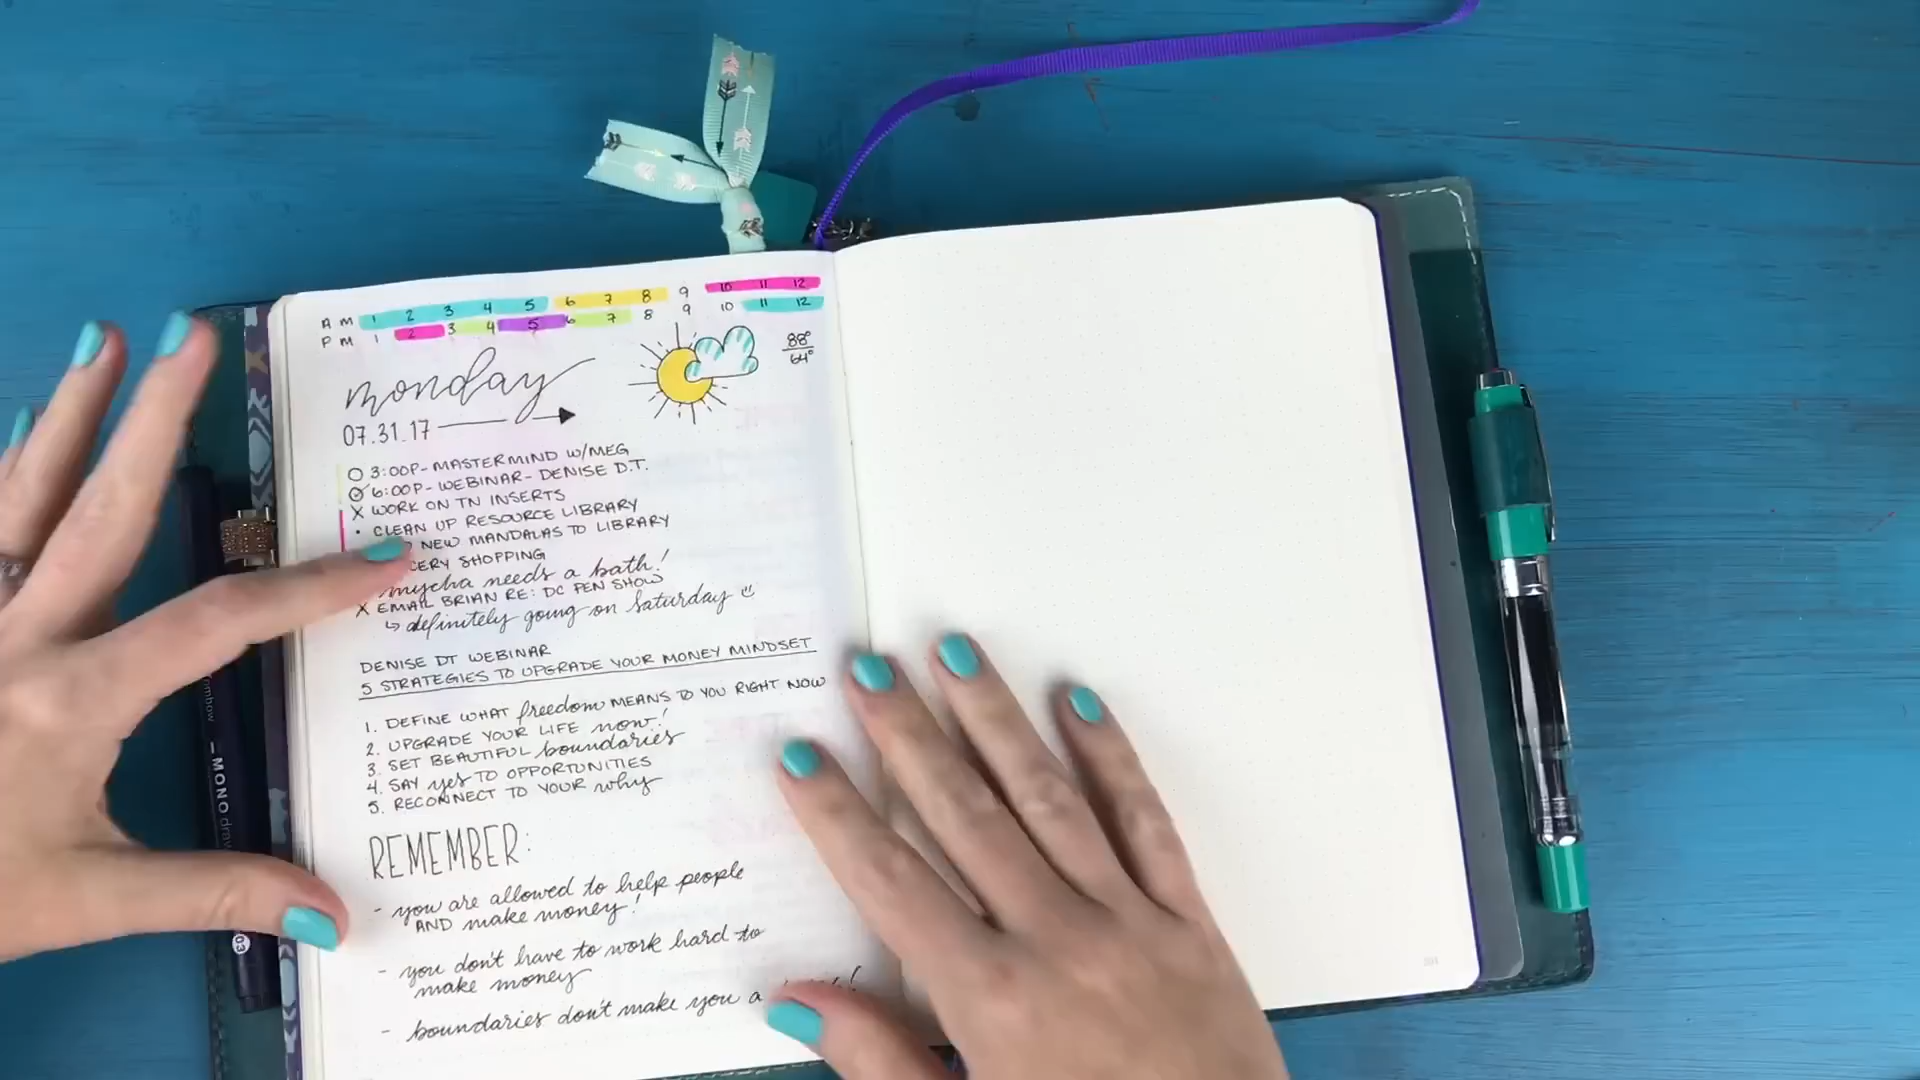 AM 1 2 3 4 5 6 7 8 9 10 11 12
PM 1 2 3 4 5 6 7 8 9 10 11 12
monday
88°
64°
07.31.17
3:00P- MASTERMIND W/MEG
6:00P- WEBINAR- DENISE D.T.
X WORK ON TN INSERTS
• CLEAN UP RESOURCE LIBRARY
NEW MANDALAS TO LIBRARY
SHOPPING
mycha needs a bath!
X EMAIL BRIAN RE: DC PEN SHOW
↳ definitely going on Saturday ☺
DENISE DT WEBINAR
5 STRATEGIES TO UPGRADE YOUR MONEY MINDSET
1. DEFINE WHAT freedom MEANS TO YOU RIGHT NOW
2. UPGRADE YOUR LIFE now!
3. SET BEAUTIFUL boundaries
4. SAY yes TO OPPORTUNITIES
5. RECONNECT TO YOUR why
REMEMBER:
- you are allowed to help people
AND make money!
- you don't have to work hard to
make money
- boundaries don't make you a
MONO
03